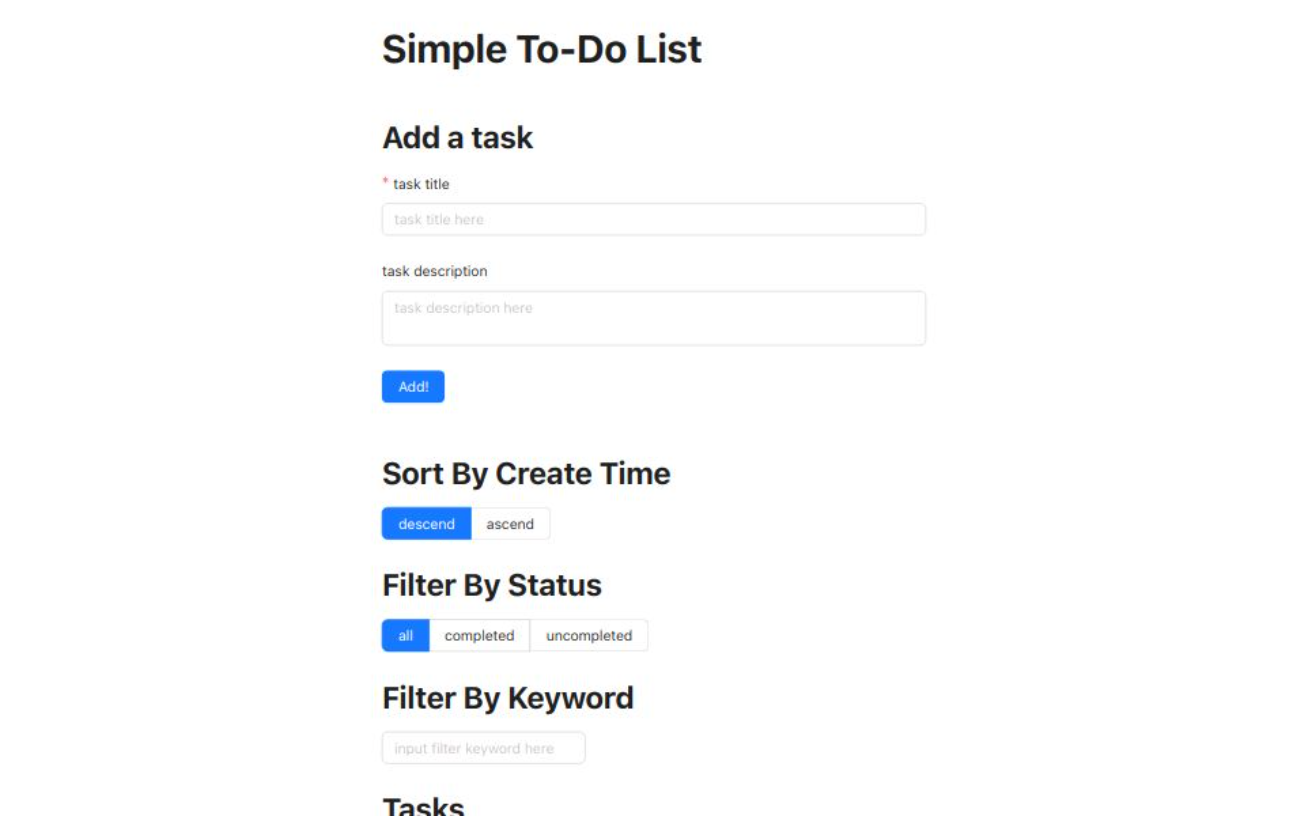 Simple To-Do List
Add a task
* task title
task title here
task description
task description here
Add!
Sort By Create Time
descend ascend
Filter By Status
all completed uncompleted
Filter By Keyword
input filter keyword here
Tasks